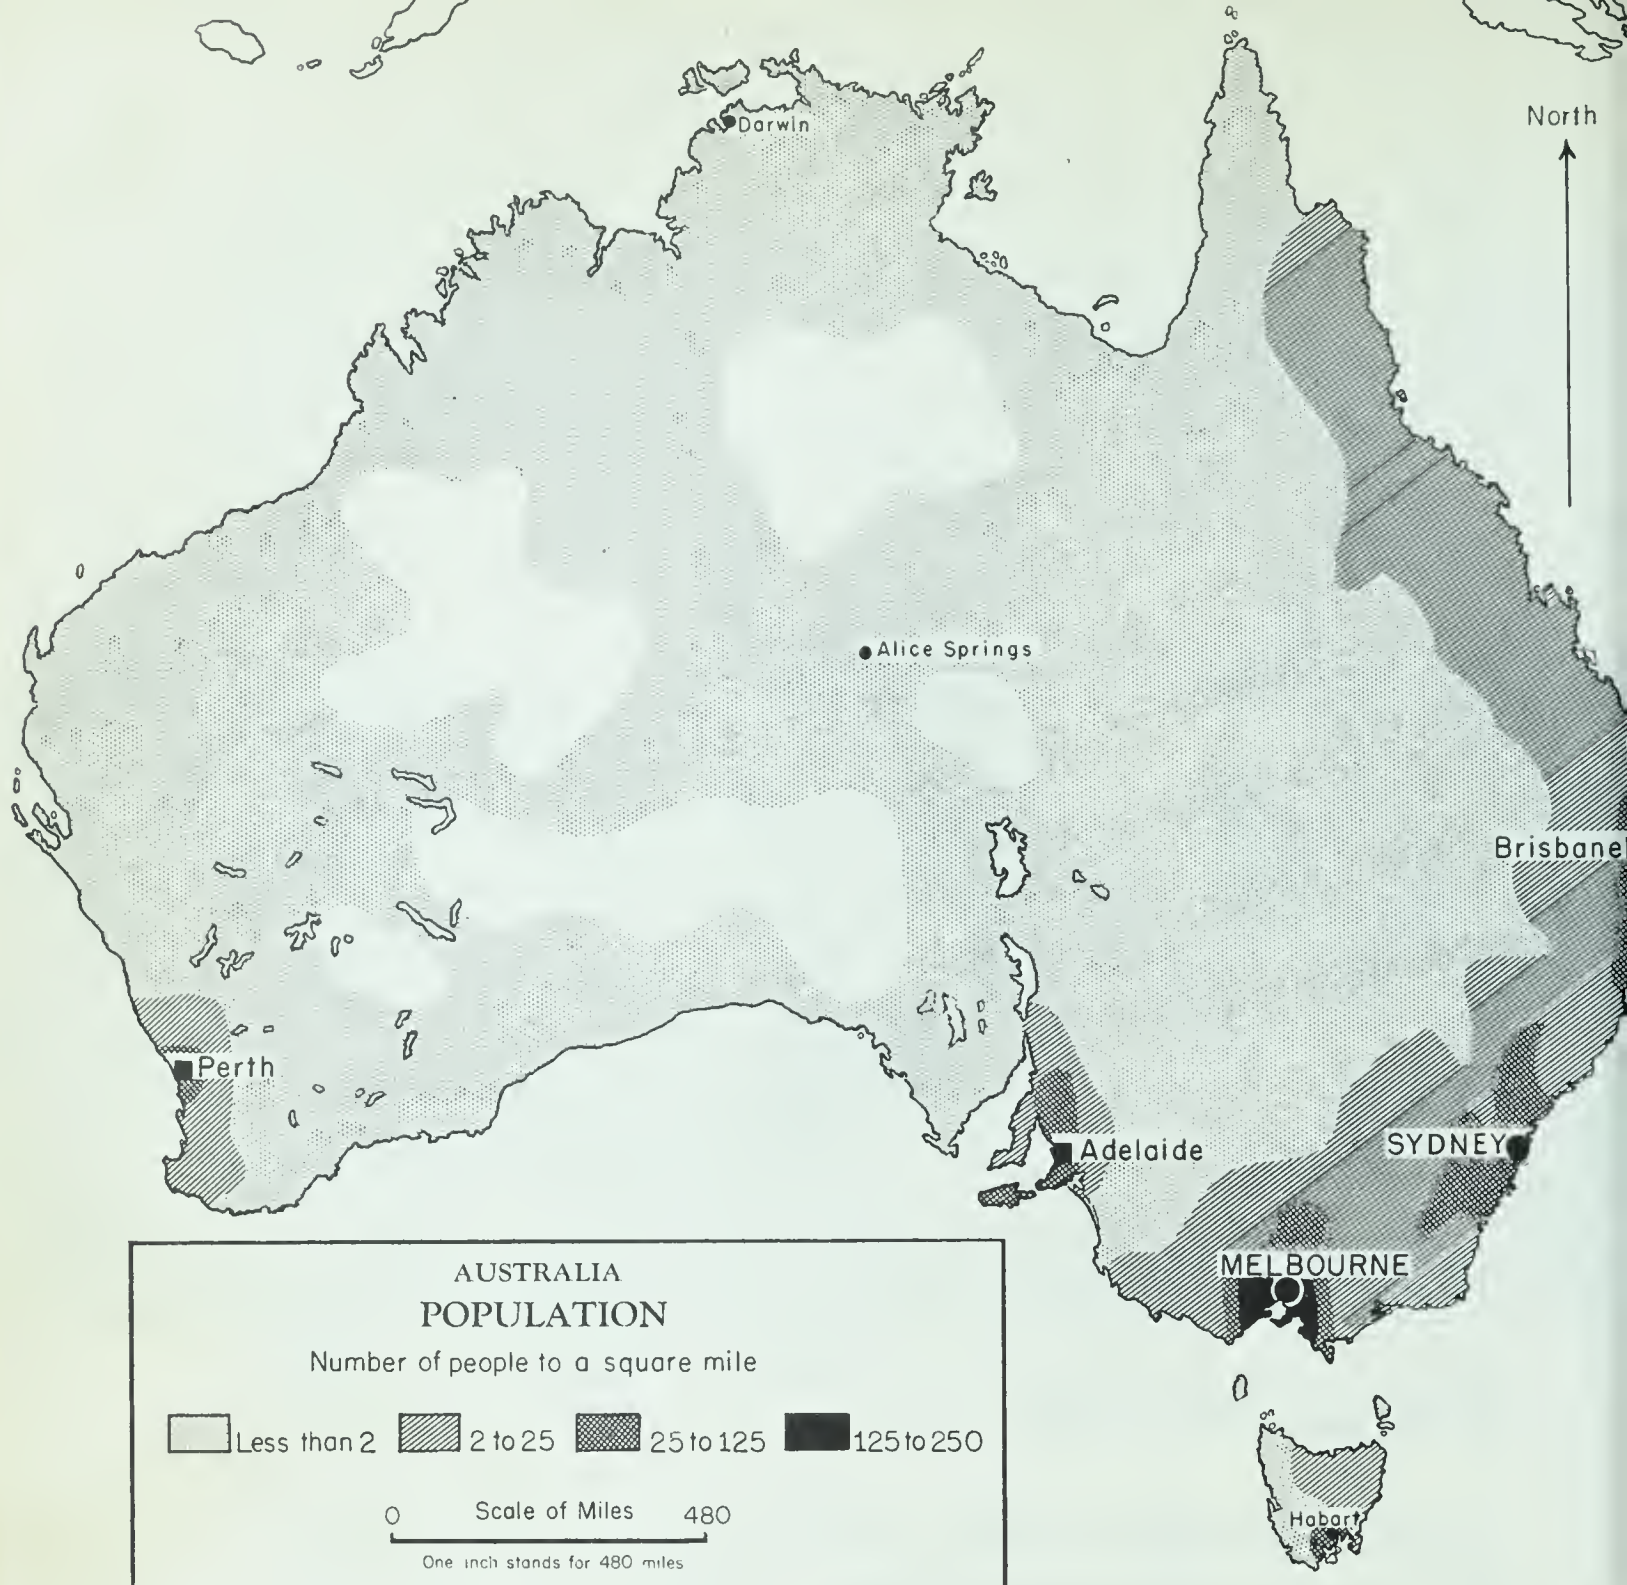 Darwin
North
Alice Springs
Brisbane
Perth
Adelaide
SYDNEY
MELBOURNE
AUSTRALIA
POPULATION
Number of people to a square mile
Less than 2 2 to 25 25 to 125 125 to 250
0 Scale of Miles 480
One inch stands for 480 miles
Hobart